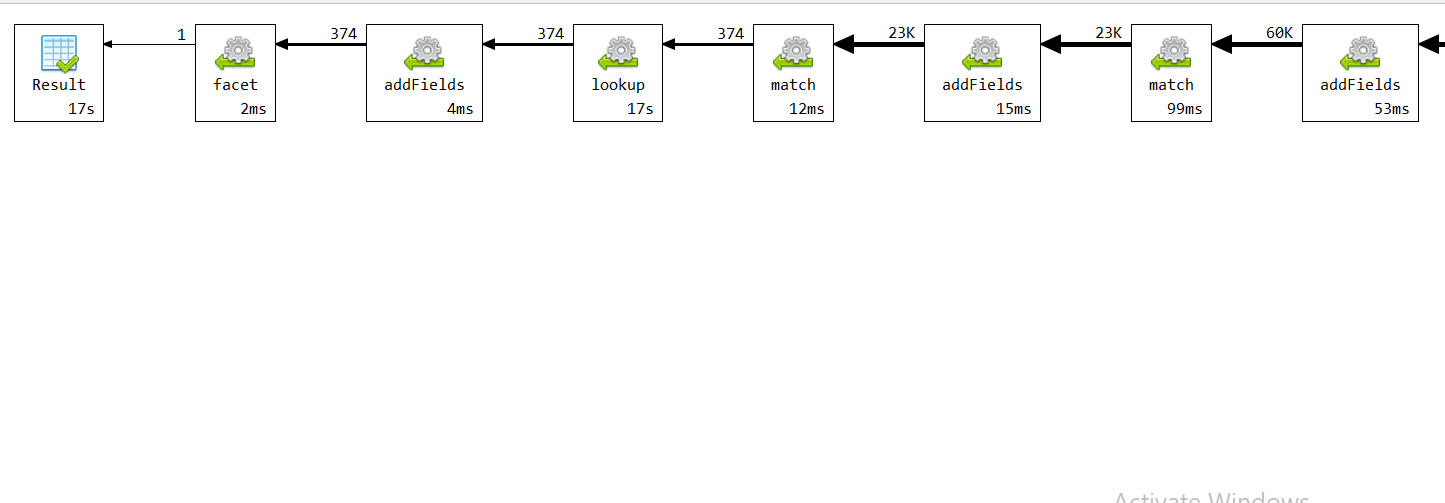 1
374
374
374
23K
23K
60K
Result
facet
addFields
lookup
match
addFields
match
addFields
17s
2ms
4ms
17s
12ms
15ms
99ms
53ms
Activate Windows